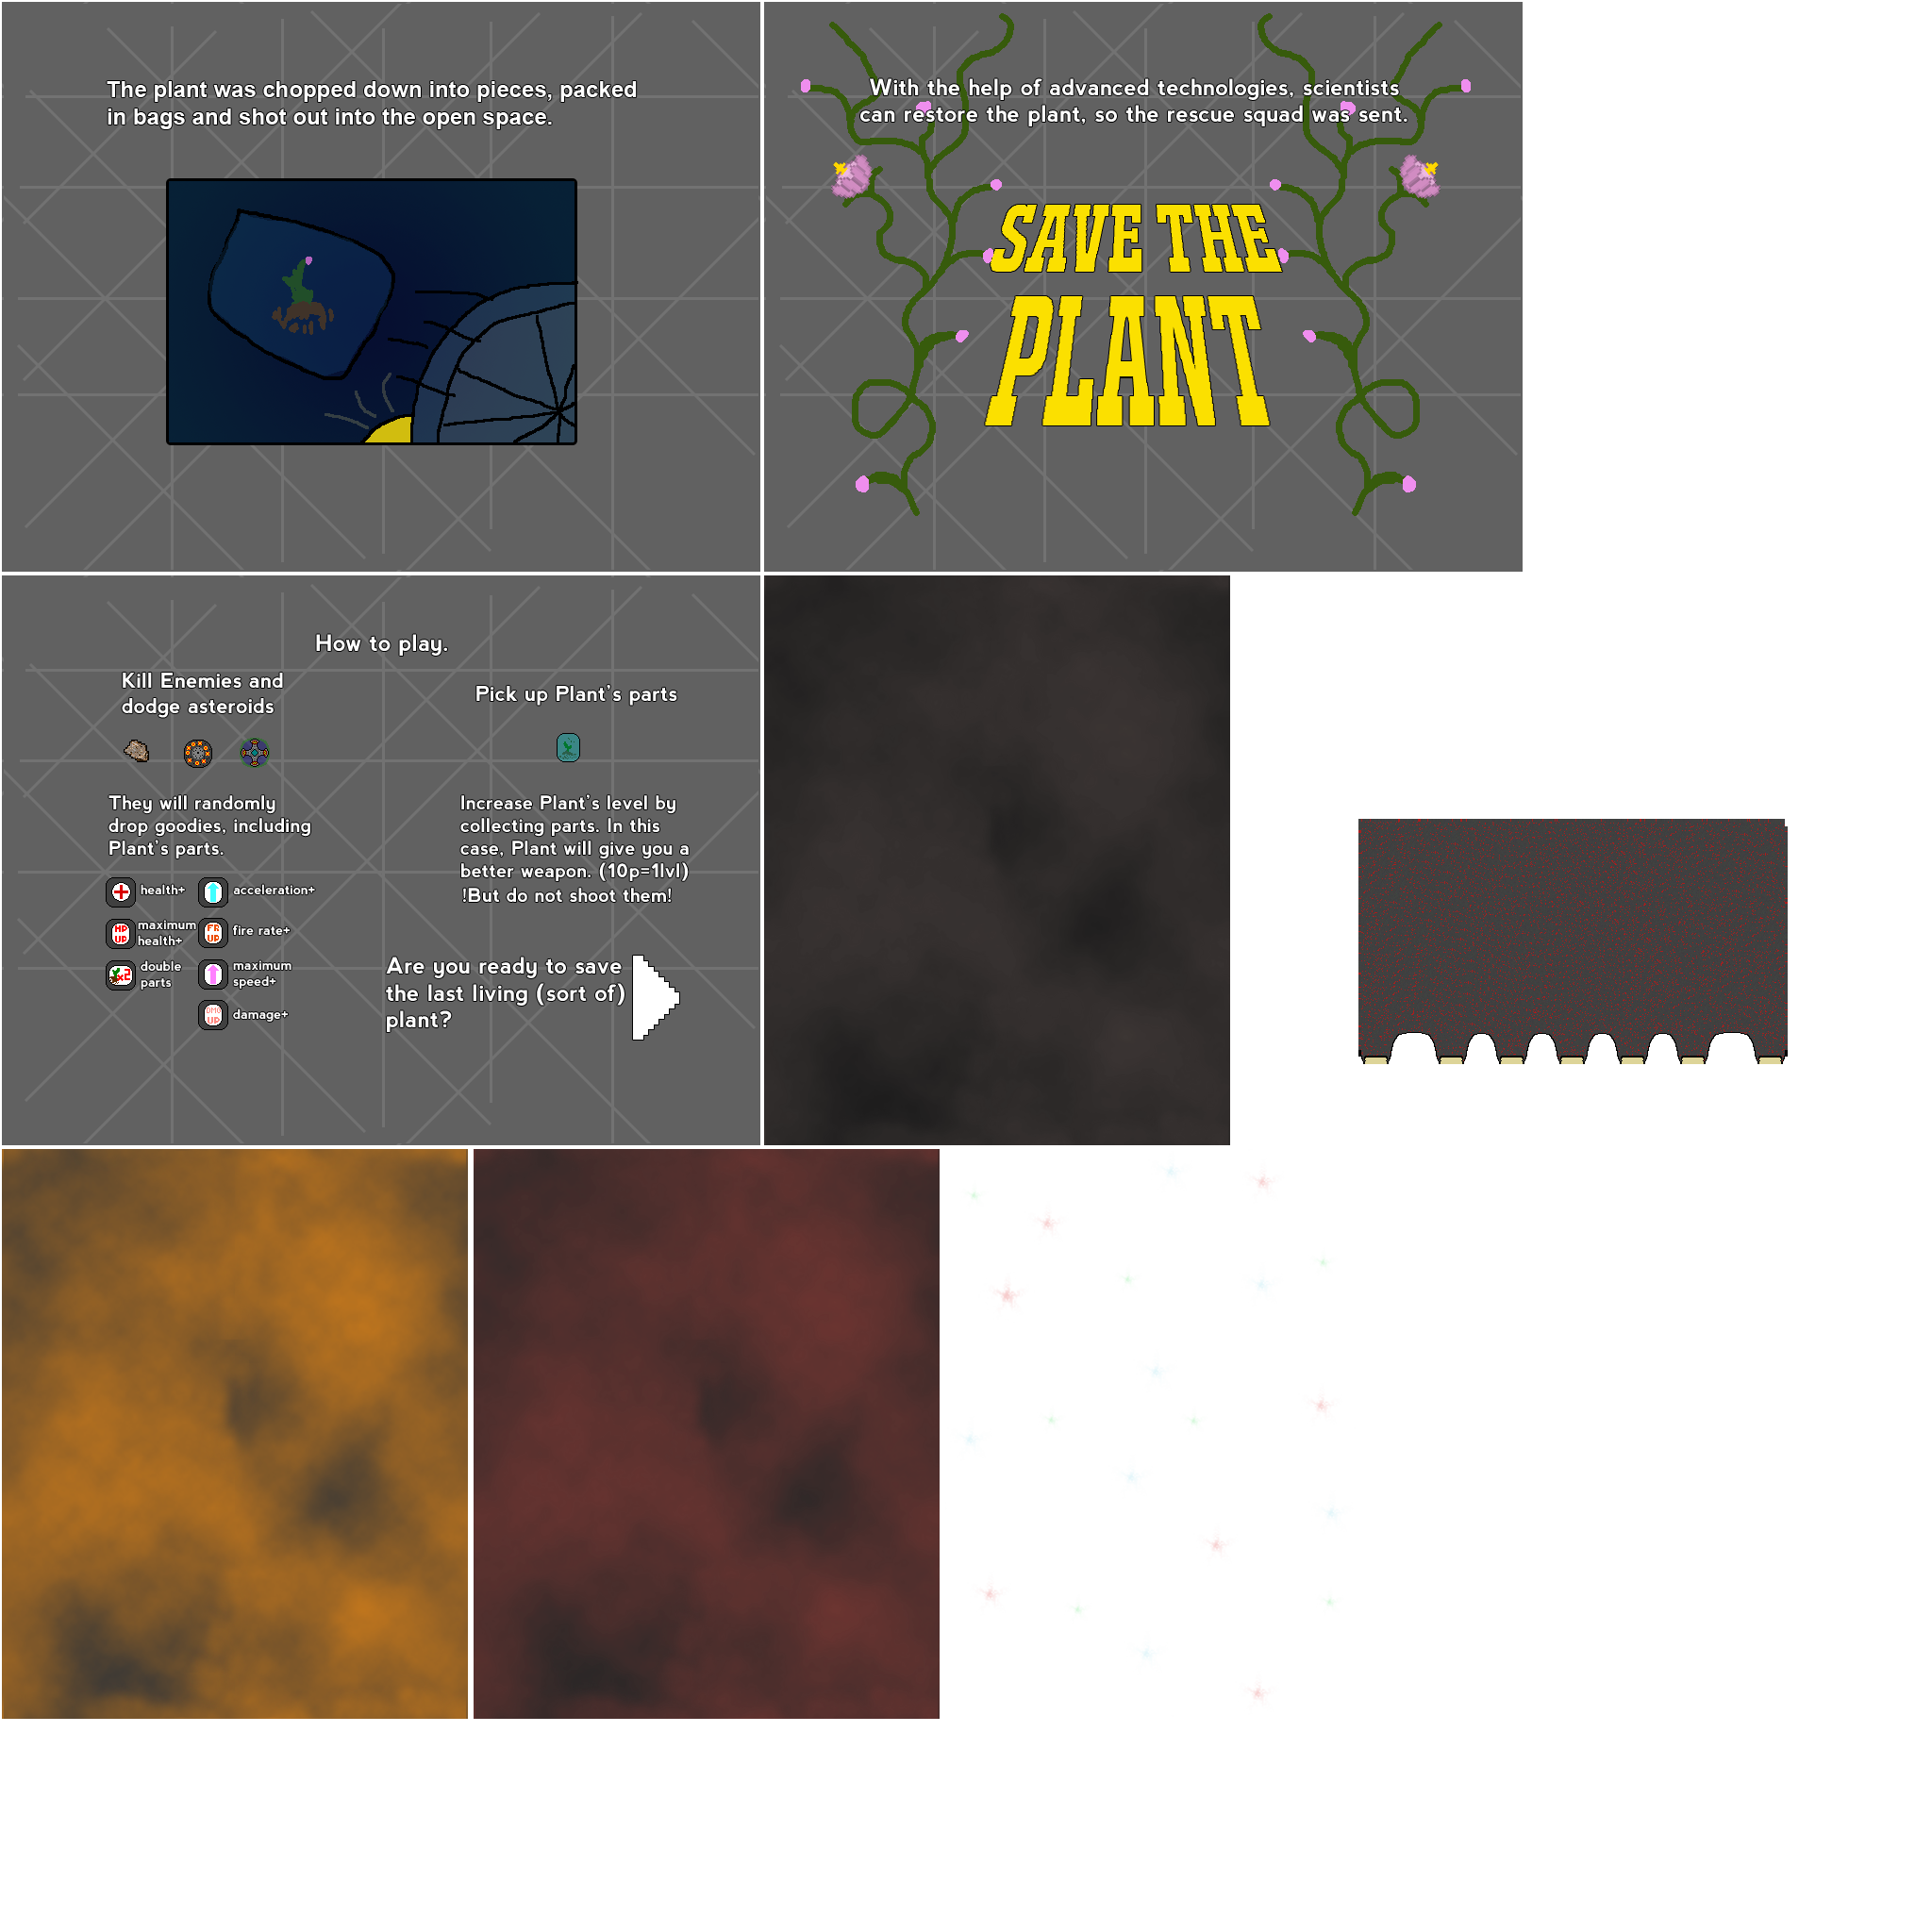 The plant was chopped down into pieces, packed
in bags and shot out into the open space.
With the help of advanced technologies, scientists
can restore the plant, so the rescue squad was sent.
SAVE THE
PLANT
How to play.
Kill Enemies and
dodge asteroids
They will randomly
drop goodies, including
Plant's parts.
health+
acceleration+
HP
UP
maximum
health+
FR
UP
fire rate+
x2
double
parts
maximum
speed+
DMG
UP
damage+
Pick up Plant's parts
Increase Plant's level by
collecting parts. In this
case, Plant will give you a
better weapon. (10p=1lvl)
!But do not shoot them!
Are you ready to save
the last living (sort of)
plant?